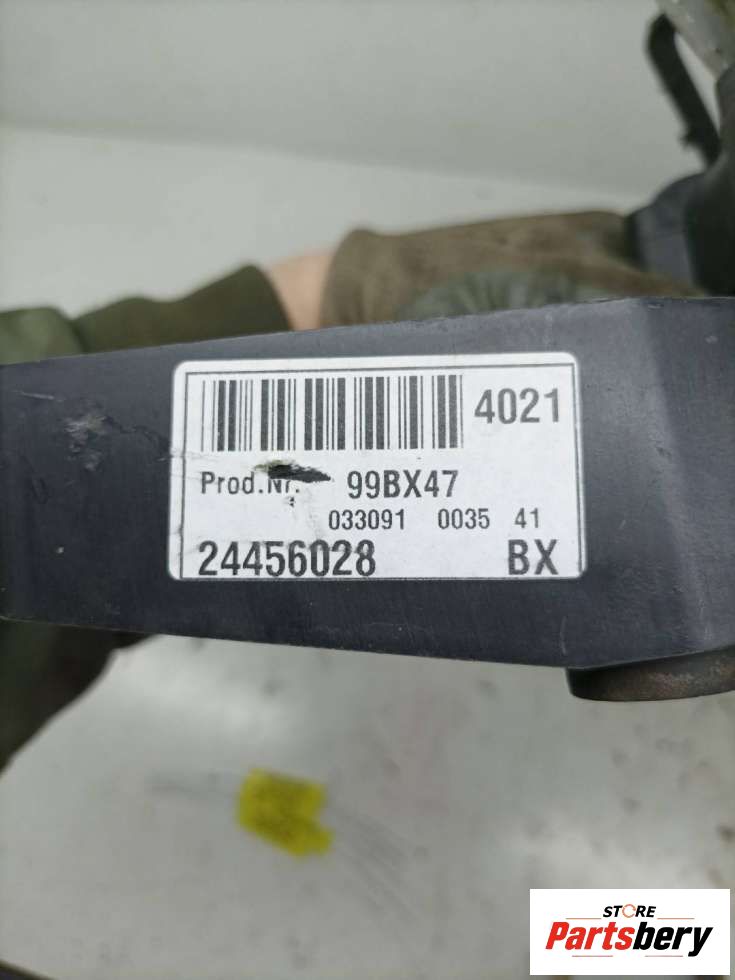 4021
Prod.Nr. 99BX47
033091 0035 41
24456028 BX
STORE
Partsbery